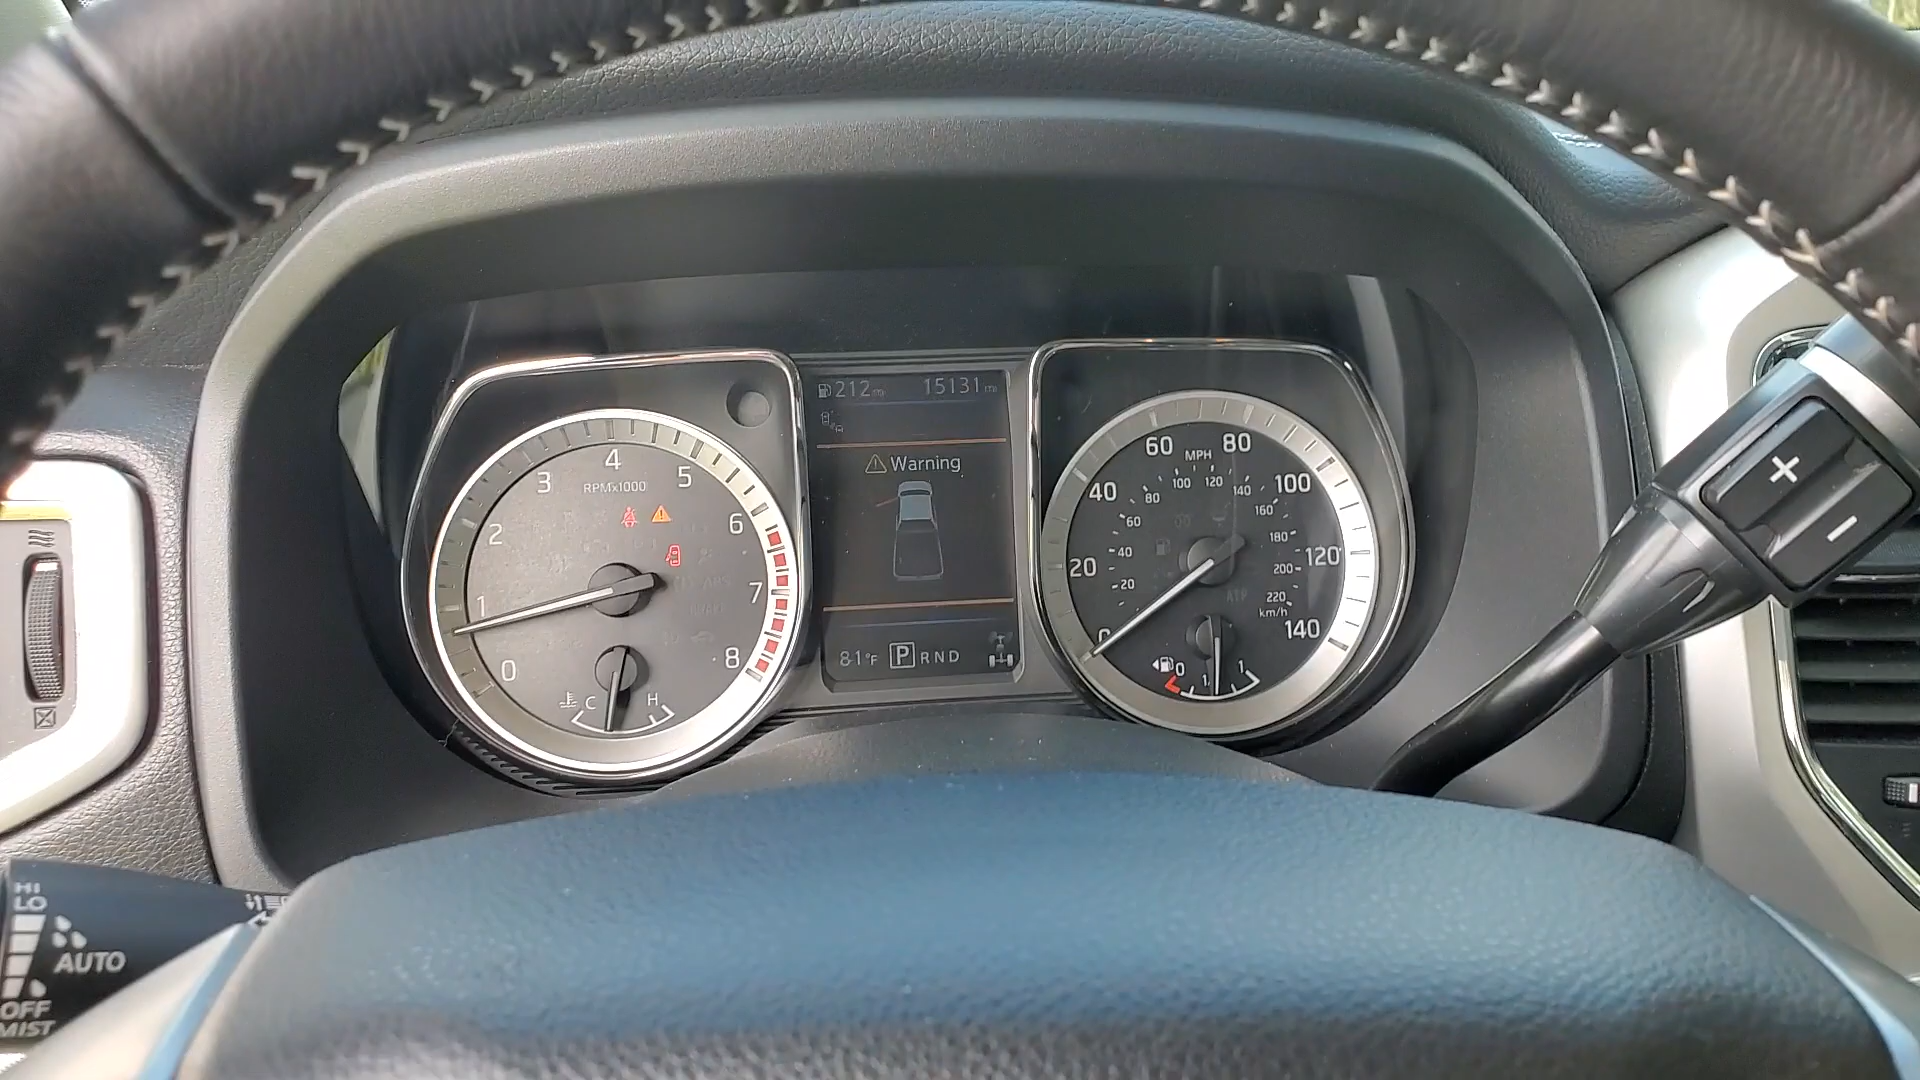 212 mi 15131 mi
Warning
81°F P R N D
0 1 2 3 4 5 6 7 8
RPMx1000
C H
0 20 40 60 80 100 120 140
MPH
20 40 60 80 100 120 140 160 180 200 220
km/h
0 1
+
−
HI
LO
AUTO
OFF
MIST